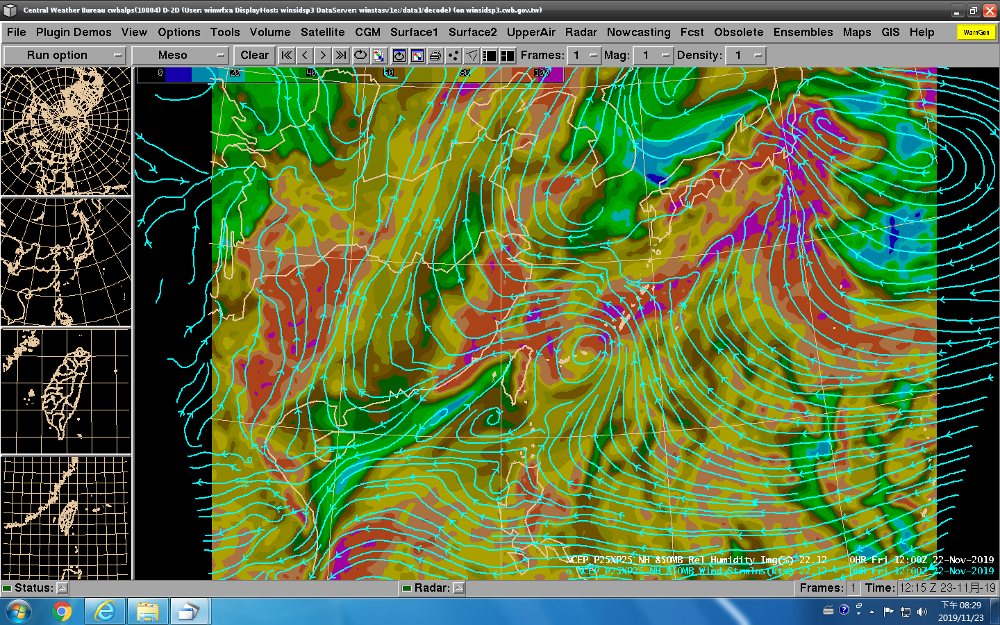 Central Weather Bureau cwbalps(10804) D-2D (User: winwfxa DisplayHost: winsidsp3 DataServer: winstasv1e:/data1/decode) (on winsidsp3.cwb.gov.tw)
File Plugin Demos View Options Tools Volume Satellite CGM Surface1 Surface2 UpperAir Radar Nowcasting Fcst Obsolete Ensembles Maps GIS Help WarnGen
Run option Meso Clear Frames: 1 Mag: 1 Density: 1
0 20 40 60 80 100
NCEP_P25XP25_NH 850MB Rel Humidity Img(%) 22.12 0HR Fri 12:00Z 22-Nov-2019
NCEP_P25XP25_NH 850MB Wind Strmlns(kts) 22.12 0HR Fri 12:00Z 22-Nov-2019
Status: Radar: Frames: 1 Time: 12:15 Z 23-11月-19
下午 08:29
2019/11/23